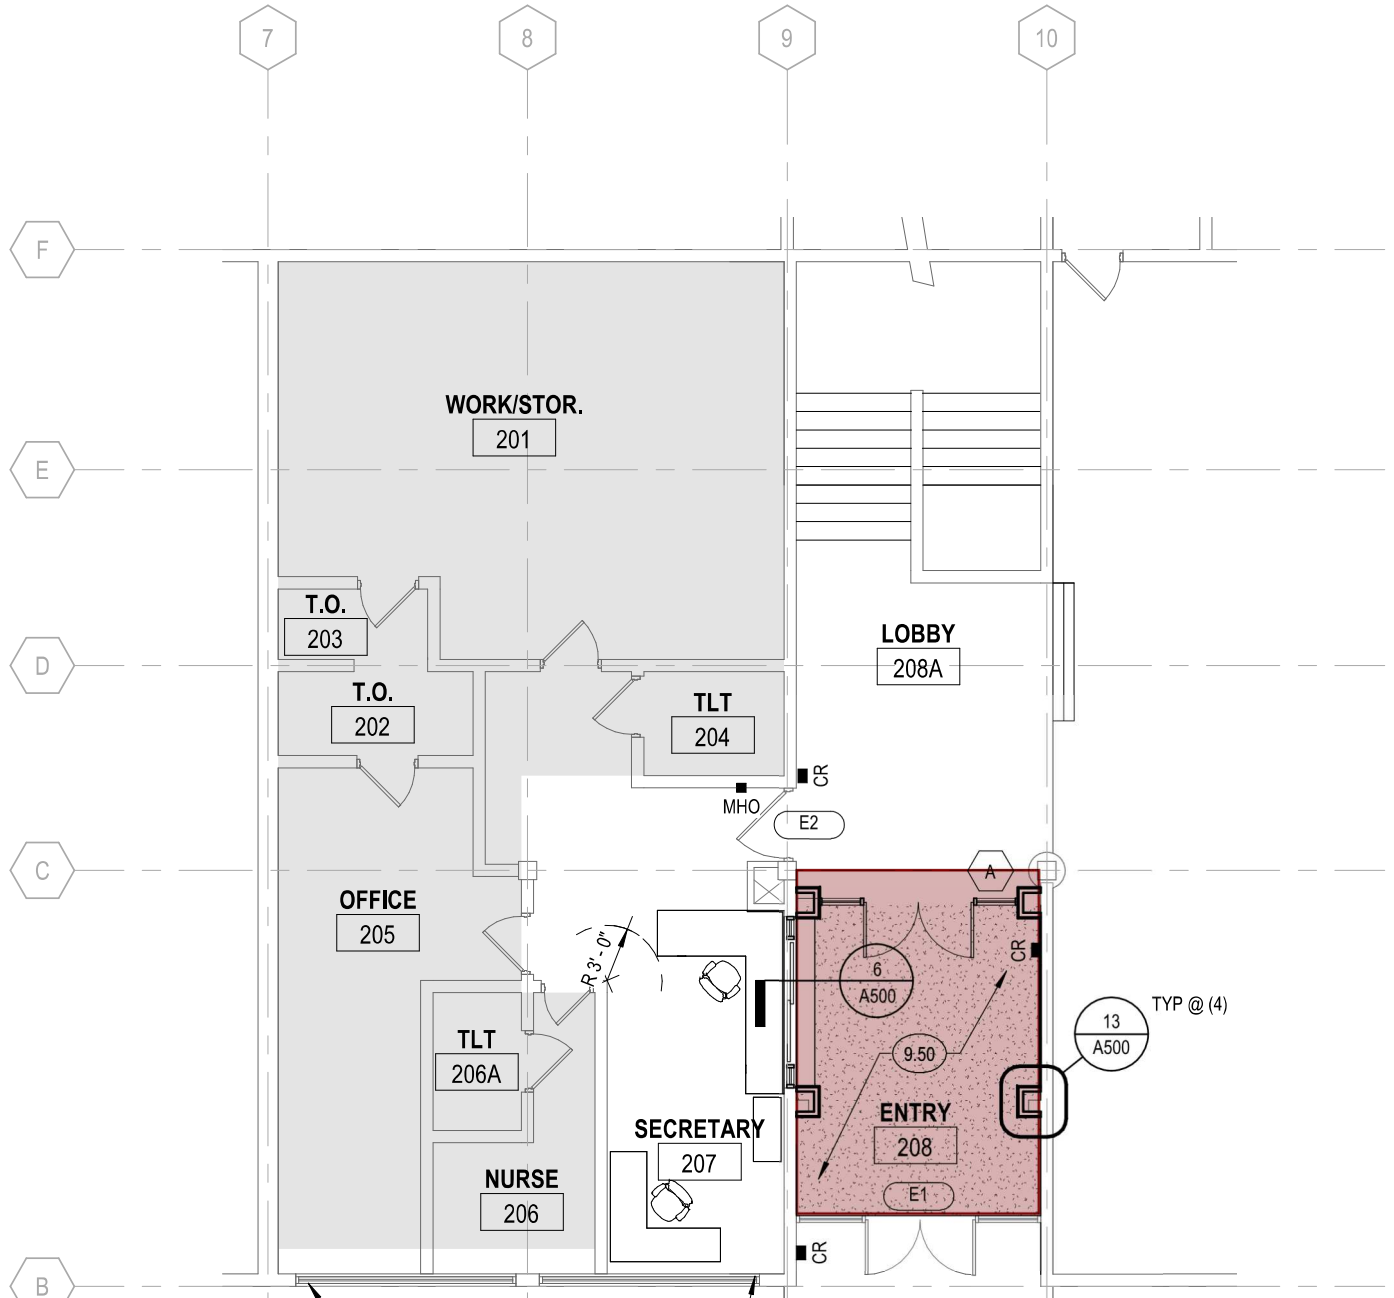 7
8
9
10
F
WORK/STOR.
201
E
T.O.
203
LOBBY
208A
D
T.O.
202
TLT
204
CR
MHO
E2
C
A
OFFICE
205
R 3' - 0"
CR
6
A500
TYP @ (4)
13
A500
TLT
206A
9.50
ENTRY
208
SECRETARY
207
NURSE
206
E1
CR
B